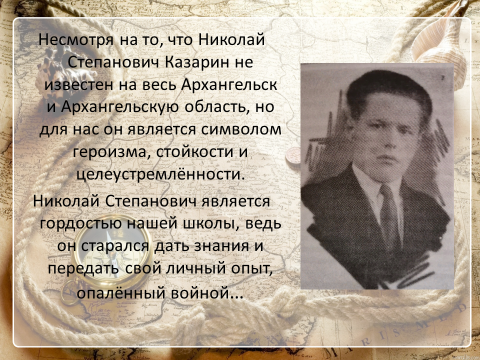 Несмотря на то, что Николай
Степанович Казарин не
известен на весь Архангельск
и Архангельскую область, но
для нас он является символом
героизма, стойкости и
целеустремлённости.
Николай Степанович является
гордостью нашей школы, ведь
он старался дать знания и
передать свой личный опыт,
опалённый войной...